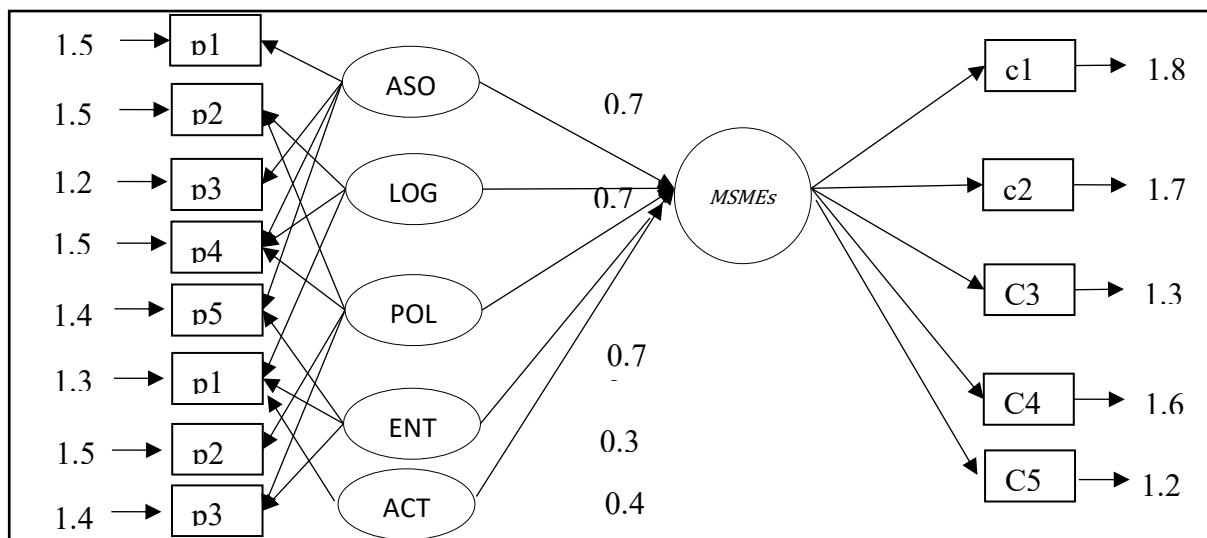 1.5 p1
1.5 p2
1.2 p3
1.5 p4
1.4 p5
1.3 p1
1.5 p2
1.4 p3
ASO
LOG
POL
ENT
ACT
0.7
0.7
0.7
0.3
0.4
MSMEs
c1 1.8
c2 1.7
C3 1.3
C4 1.6
C5 1.2